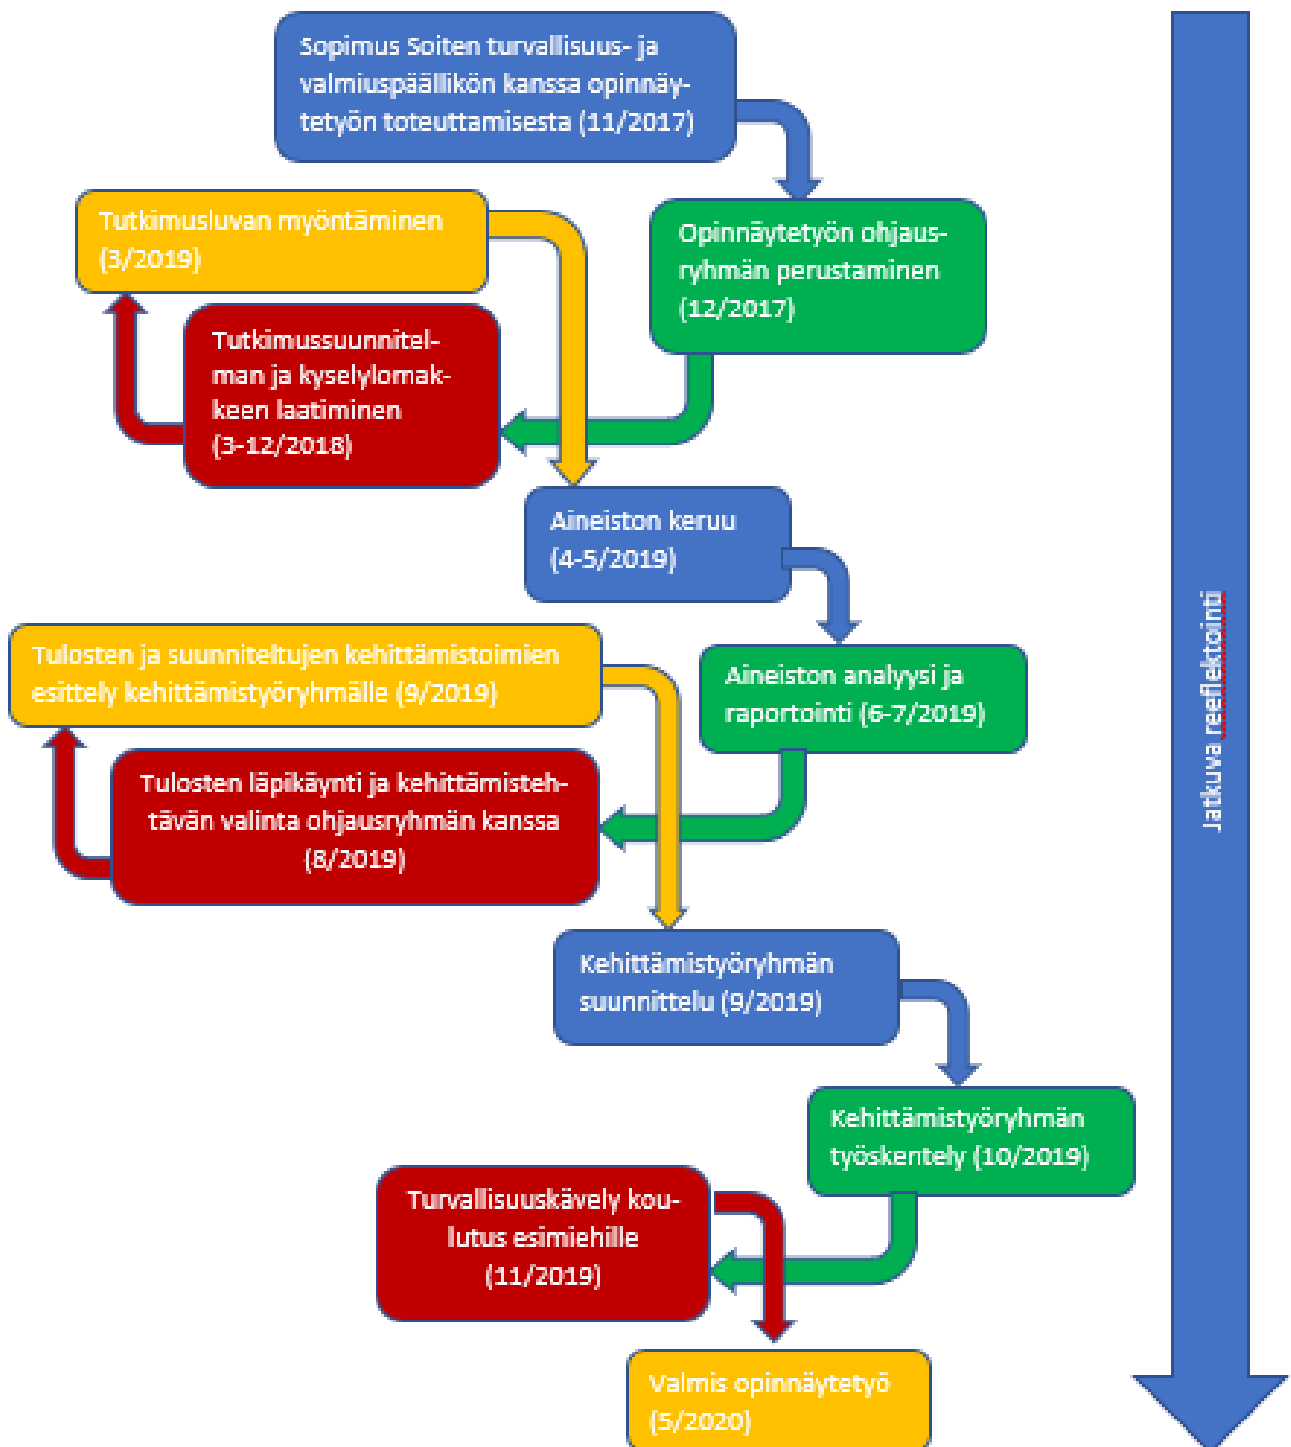 Sopimus Soiten turvallisuus- ja
valmiuspäällikön kanssa opinnäy-
tetyön toteuttamisesta (11/2017)
Opinnäytetyön ohjaus-
ryhmän perustaminen
(12/2017)
Tutkimussuunnitel-
man ja kyselylomak-
keen laatiminen
(3-12/2018)
Tutkimusluvan myöntäminen
(3/2019)
Aineiston keruu
(4-5/2019)
Aineiston analyysi ja
raportointi (6-7/2019)
Tulosten läpikäynti ja kehittämisteh-
tävän valinta ohjausryhmän kanssa
(8/2019)
Tulosten ja suunniteltujen kehittämistoimien
esittely kehittämistyöryhmälle (9/2019)
Kehittämistyöryhmän
suunnittelu (9/2019)
Kehittämistyöryhmän
työskentely (10/2019)
Turvallisuuskävely kou-
lutus esimiehille
(11/2019)
Valmis opinnäytetyö
(5/2020)
Jatkuva reeflektointi